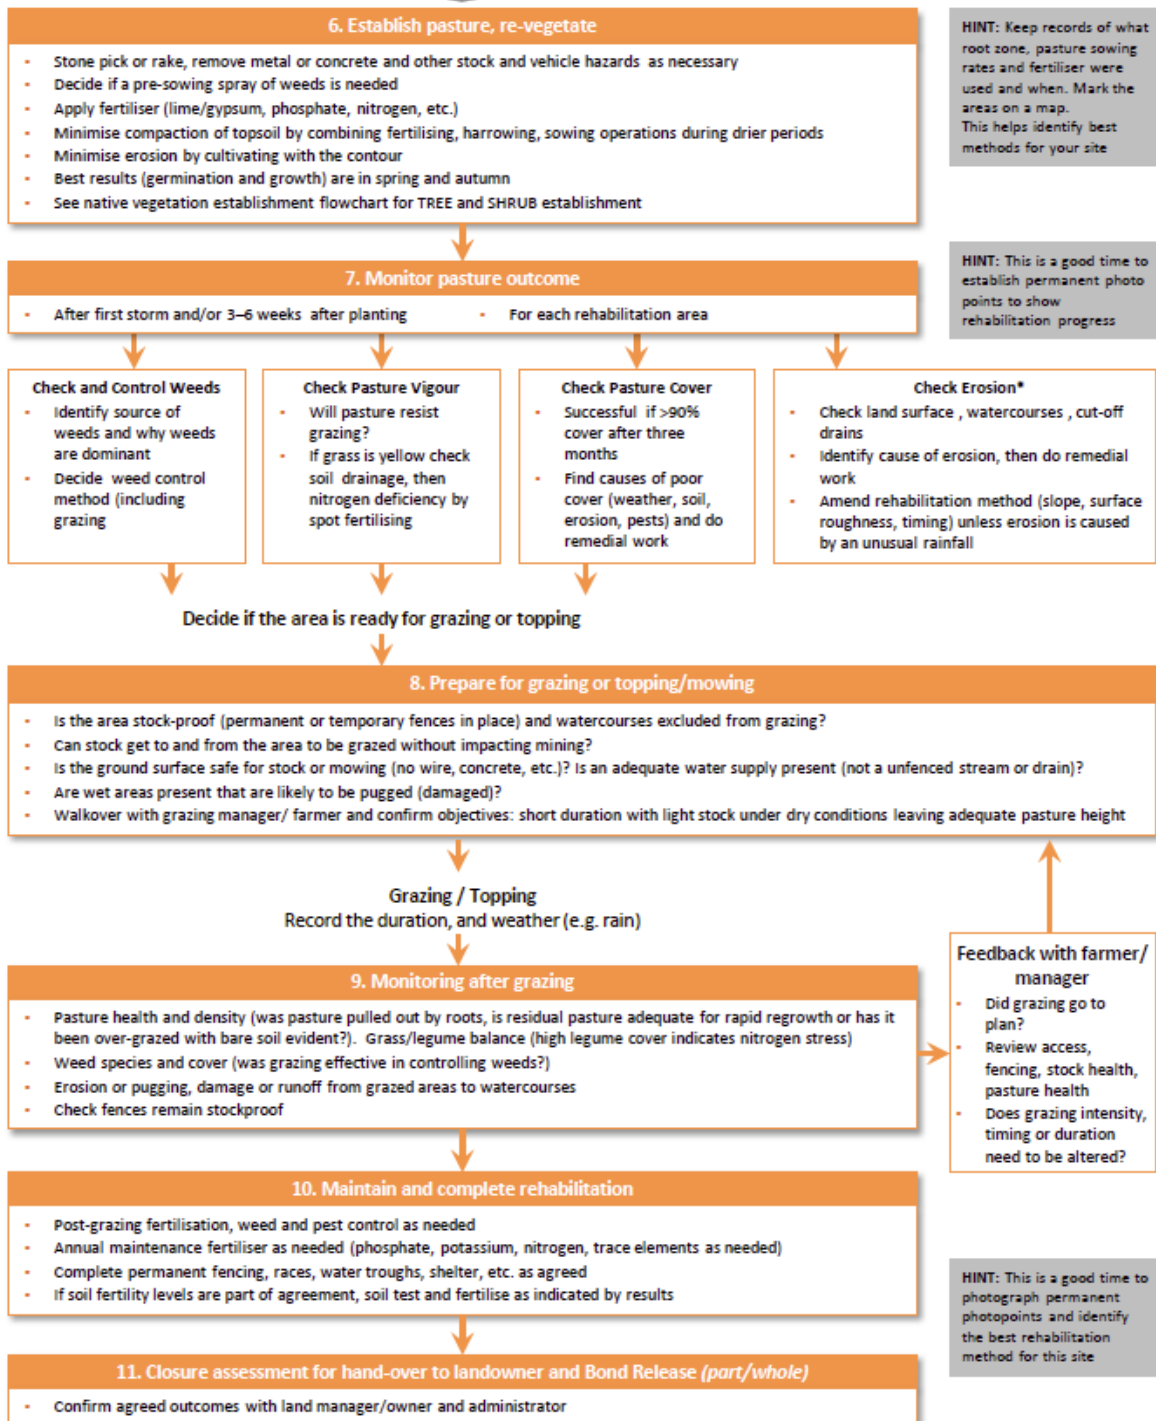 6. Establish pasture, re-vegetate
- Stone pick or rake, remove metal or concrete and other stock and vehicle hazards as necessary
- Decide if a pre-sowing spray of weeds is needed
- Apply fertiliser (lime/gypsum, phosphate, nitrogen, etc.)
- Minimise compaction of topsoil by combining fertilising, harrowing, sowing operations during drier periods
- Minimise erosion by cultivating with the contour
- Best results (germination and growth) are in spring and autumn
- See native vegetation establishment flowchart for TREE and SHRUB establishment
HINT: Keep records of what
root zone, pasture sowing
rates and fertiliser were
used and when. Mark the
areas on a map.
This helps identify best
methods for your site
7. Monitor pasture outcome
- After first storm and/or 3–6 weeks after planting
- For each rehabilitation area
HINT: This is a good time to
establish permanent photo
points to show
rehabilitation progress
Check and Control Weeds
- Identify source of
weeds and why weeds
are dominant
- Decide weed control
method (including
grazing
Check Pasture Vigour
- Will pasture resist
grazing?
- If grass is yellow check
soil drainage, then
nitrogen deficiency by
spot fertilising
Check Pasture Cover
- Successful if >90%
cover after three
months
- Find causes of poor
cover (weather, soil,
erosion, pests) and do
remedial work
Check Erosion*
- Check land surface , watercourses , cut-off
drains
- Identify cause of erosion, then do remedial
work
- Amend rehabilitation method (slope, surface
roughness, timing) unless erosion is caused
by an unusual rainfall
Decide if the area is ready for grazing or topping
8. Prepare for grazing or topping/mowing
- Is the area stock-proof (permanent or temporary fences in place) and watercourses excluded from grazing?
- Can stock get to and from the area to be grazed without impacting mining?
- Is the ground surface safe for stock or mowing (no wire, concrete, etc.)? Is an adequate water supply present (not a unfenced stream or drain)?
- Are wet areas present that are likely to be pugged (damaged)?
- Walkover with grazing manager/ farmer and confirm objectives: short duration with light stock under dry conditions leaving adequate pasture height
Grazing / Topping
Record the duration, and weather (e.g. rain)
9. Monitoring after grazing
- Pasture health and density (was pasture pulled out by roots, is residual pasture adequate for rapid regrowth or has it
been over-grazed with bare soil evident?). Grass/legume balance (high legume cover indicates nitrogen stress)
- Weed species and cover (was grazing effective in controlling weeds?)
- Erosion or pugging, damage or runoff from grazed areas to watercourses
- Check fences remain stockproof
Feedback with farmer/
manager
- Did grazing go to
plan?
- Review access,
fencing, stock health,
pasture health
- Does grazing intensity,
timing or duration
need to be altered?
10. Maintain and complete rehabilitation
- Post-grazing fertilisation, weed and pest control as needed
- Annual maintenance fertiliser as needed (phosphate, potassium, nitrogen, trace elements as needed)
- Complete permanent fencing, races, water troughs, shelter, etc. as agreed
- If soil fertility levels are part of agreement, soil test and fertilise as indicated by results
HINT: This is a good time to
photograph permanent
photopoints and identify
the best rehabilitation
method for this site
11. Closure assessment for hand-over to landowner and Bond Release (part/whole)
- Confirm agreed outcomes with land manager/owner and administrator